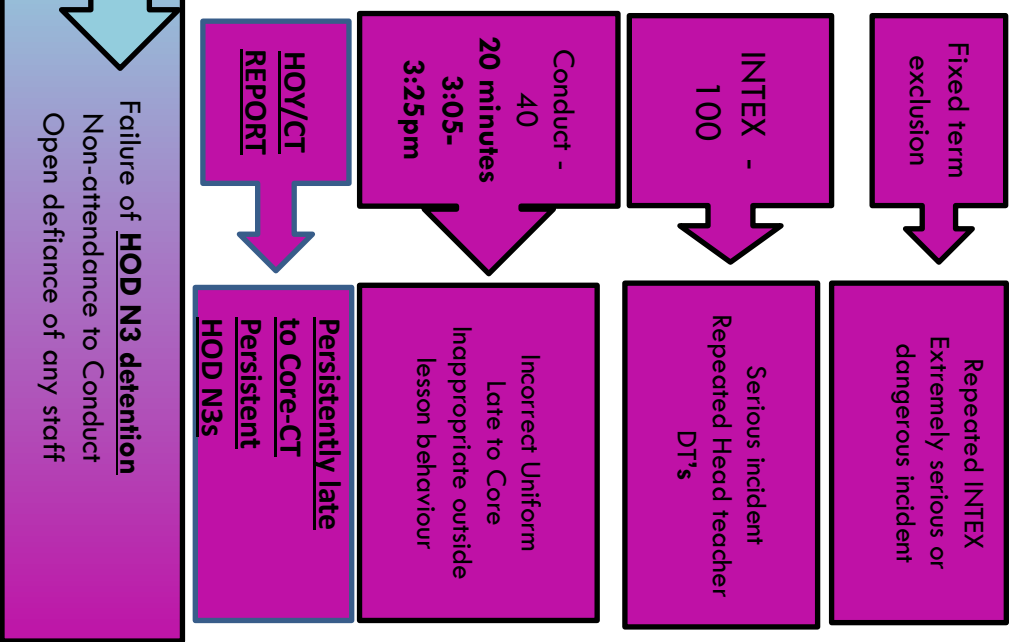 Fixed term
exclusion
Repeated INTEX
Extremely serious or
dangerous incident
INTEX -
100
Serious incident
Repeated Head teacher
DT's
Conduct -
40
20 minutes
3:05-
3:25pm
Incorrect Uniform
Late to Core
Inappropriate outside
lesson behaviour
HOY/CT
REPORT
Persistently late
to Core-CT
Persistent
HOD N3s
Failure of HOD N3 detention
Non-attendance to Conduct
Open defiance of any staff